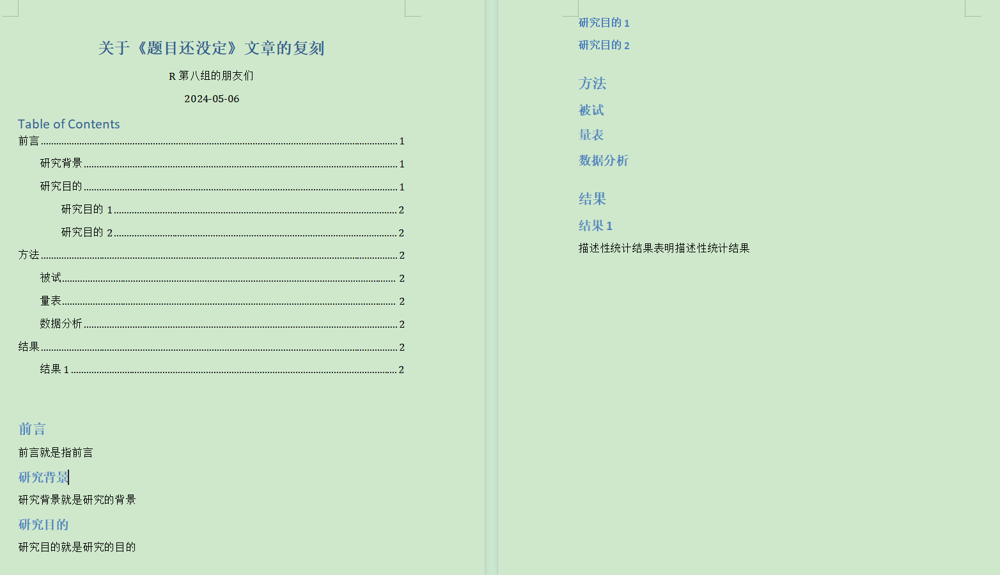 关于《题目还没定》文章的复刻
R 第八组的朋友们
2024-05-06
Table of Contents
前言 1
研究背景 1
研究目的 1
研究目的 1 2
研究目的 2 2
方法 2
被试 2
量表 2
数据分析 2
结果 2
结果 1 2
前言
前言就是指前言
研究背景
研究背景就是研究的背景
研究目的
研究目的就是研究的目的
研究目的 1
研究目的 2
方法
被试
量表
数据分析
结果
结果 1
描述性统计结果表明描述性统计结果